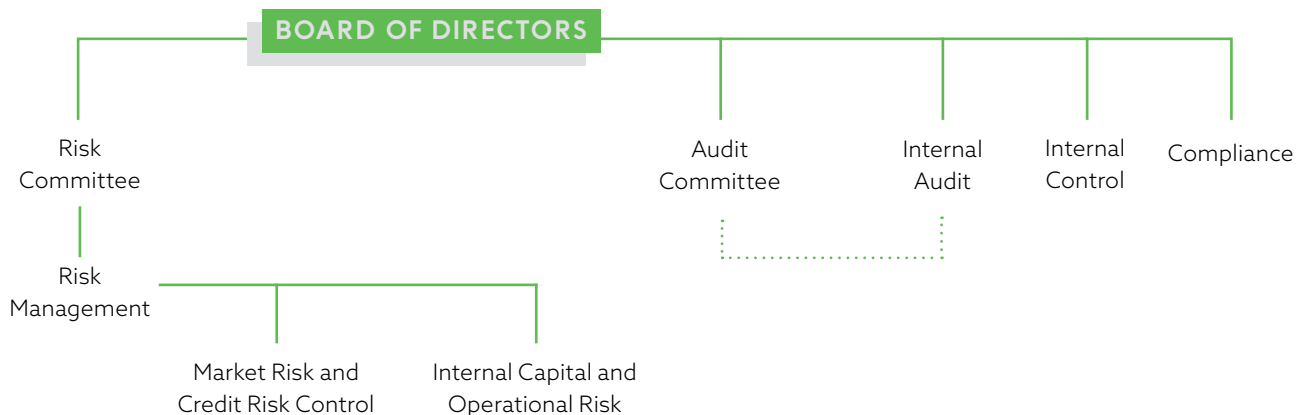 BOARD OF DIRECTORS
Risk
Committee
Audit
Committee
Internal
Audit
Internal
Control
Compliance
Risk
Management
Market Risk and
Credit Risk Control
Internal Capital and
Operational Risk